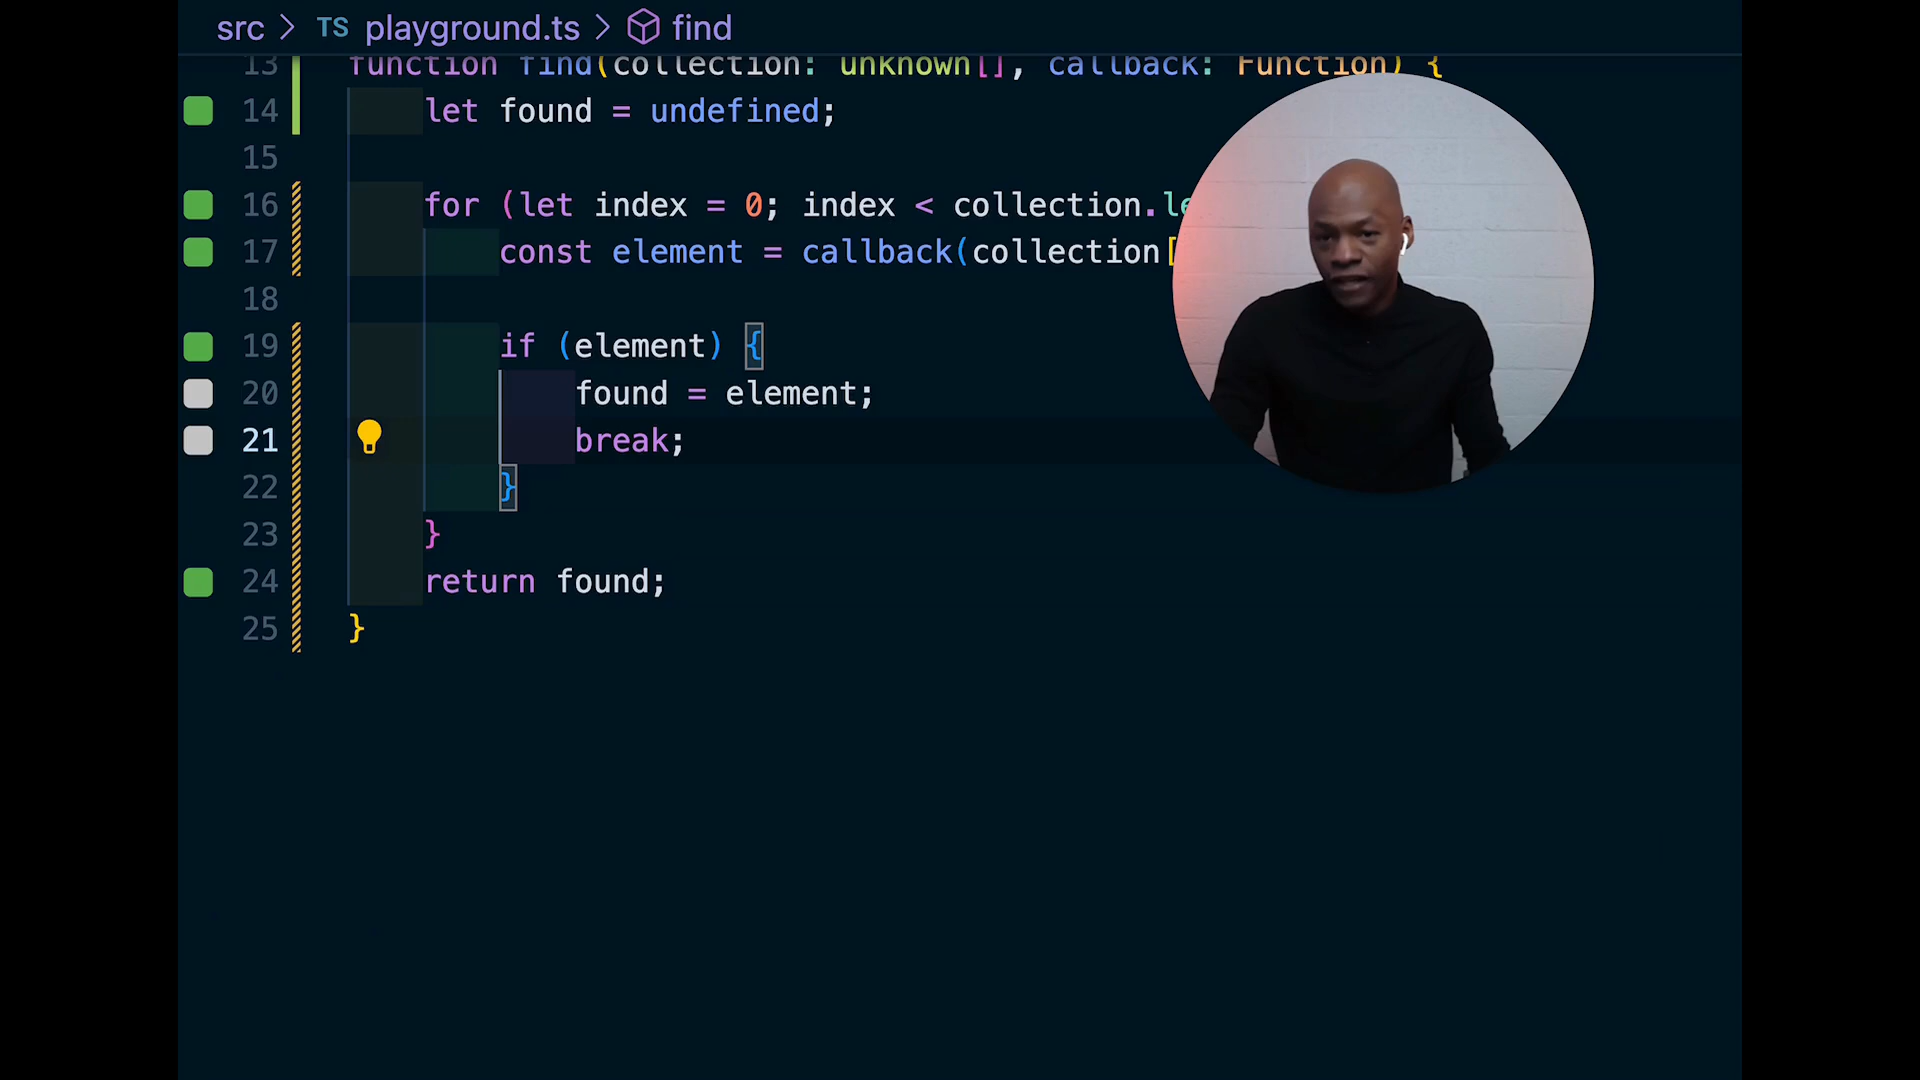 src > TS playground.ts > find
13 function find(collection: unknown[], callback: Function) {
14 let found = undefined;
15
16 for (let index = 0; index < collection.le
17 const element = callback(collection[
18
19 if (element) {
20 found = element;
21 break;
22 }
23 }
24 return found;
25 }